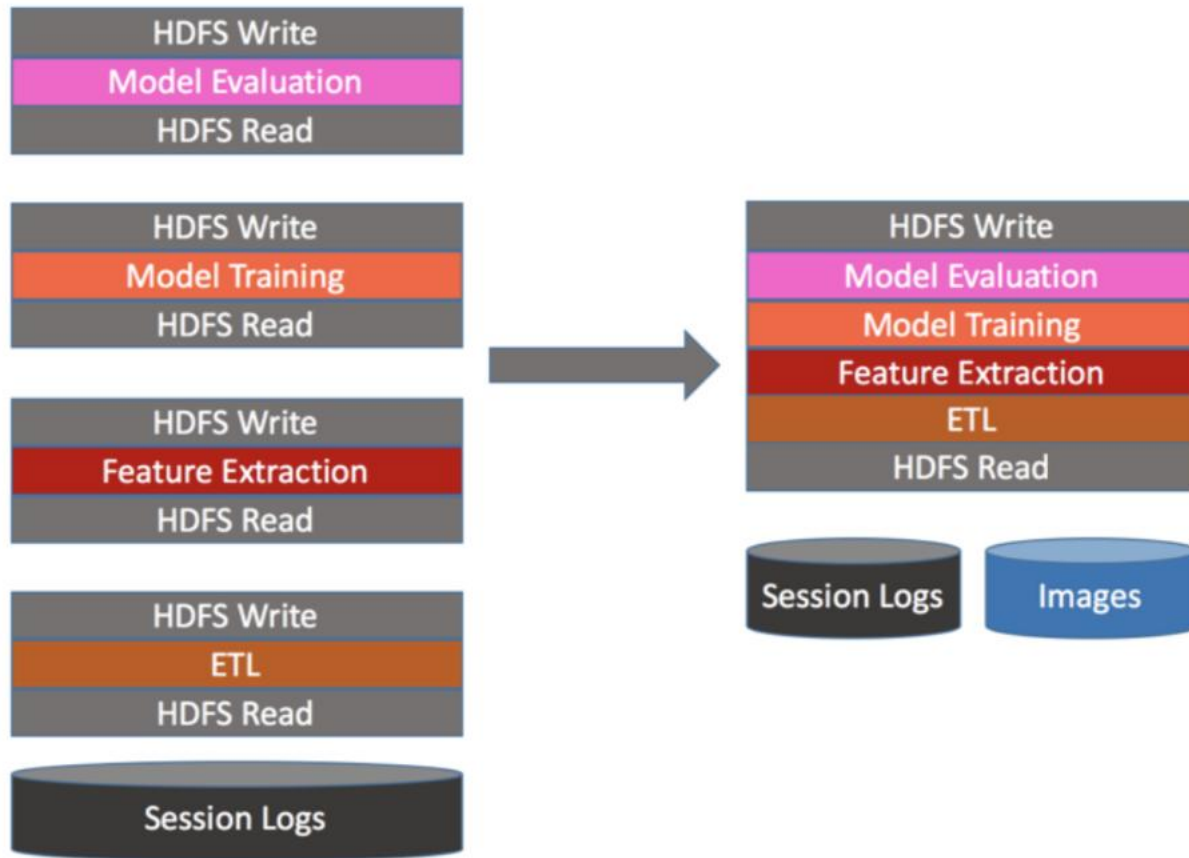 HDFS Write
Model Evaluation
HDFS Read
HDFS Write
Model Training
HDFS Read
HDFS Write
Feature Extraction
HDFS Read
HDFS Write
ETL
HDFS Read
Session Logs
HDFS Write
Model Evaluation
Model Training
Feature Extraction
ETL
HDFS Read
Session Logs
Images